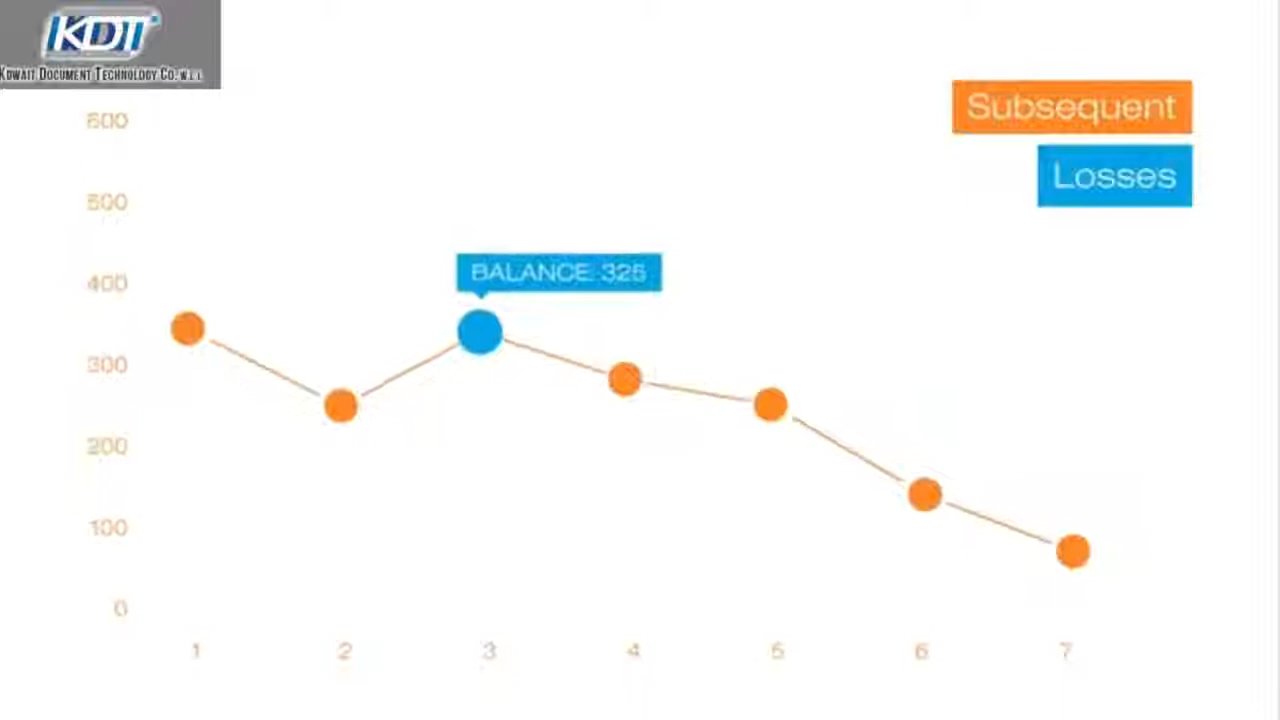 KDT
KUWAIT DOCUMENT TECHNOLOGY CO. W.L.L
Subsequent
Losses
600
500
400
300
200
100
0
BALANCE: 325
1
2
3
4
5
6
7